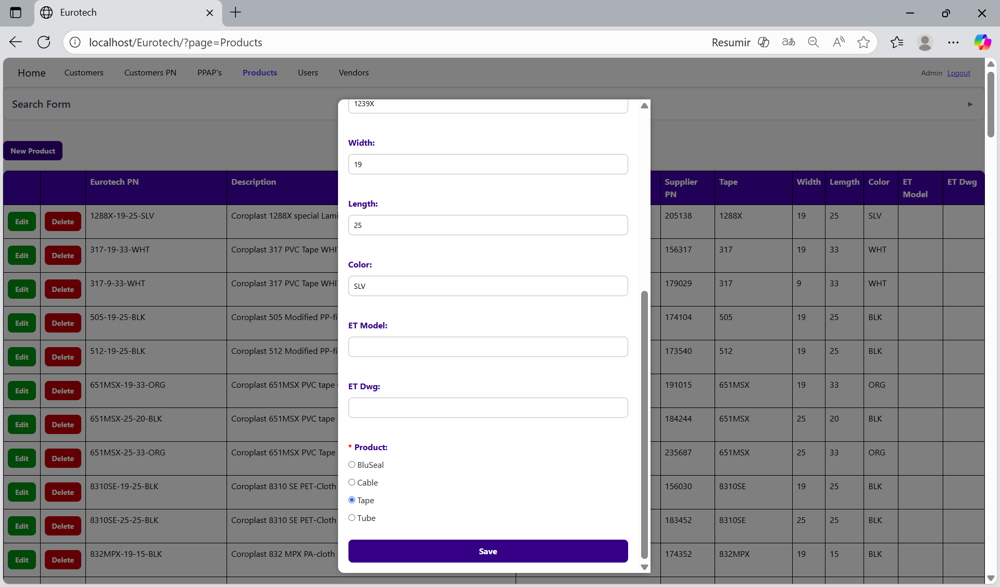 Eurotech
localhost/Eurotech/?page=Products
Resumir
Home Customers Customers PN PPAP's Products Users Vendors Admin Logout
Search Form
New Product
Eurotech PN Description Supplier PN Tape Width Lemgth Color ET Model ET Dwg
Edit Delete 1288X-19-25-SLV Coroplast 1288X special Lami 205138 1288X 19 25 SLV
Edit Delete 317-19-33-WHT Coroplast 317 PVC Tape WHI 156317 317 19 33 WHT
Edit Delete 317-9-33-WHT Coroplast 317 PVC Tape WHI 179029 317 9 33 WHT
Edit Delete 505-19-25-BLK Coroplast 505 Modified PP-fi 174104 505 19 25 BLK
Edit Delete 512-19-25-BLK Coroplast 512 Modified PP-fi 173540 512 19 25 BLK
Edit Delete 651MSX-19-33-ORG Coroplast 651MSX PVC tape 191015 651MSX 19 33 ORG
Edit Delete 651MSX-25-20-BLK Coroplast 651MSX PVC tape 184244 651MSX 25 20 BLK
Edit Delete 651MSX-25-33-ORG Coroplast 651MSX PVC Tape 235687 651MSX 25 33 ORG
Edit Delete 8310SE-19-25-BLK Coroplast 8310 SE PET-Cloth 156030 8310SE 19 25 BLK
Edit Delete 8310SE-25-25-BLK Coroplast 8310 SE PET-Cloth 183452 8310SE 25 25 BLK
Edit Delete 832MPX-19-15-BLK Coroplast 832 MPX PA-cloth 174352 832MPX 19 15 BLK
1239X
Width:
19
Length:
25
Color:
SLV
ET Model:
ET Dwg:
* Product:
BluSeal
Cable
Tape
Tube
Save